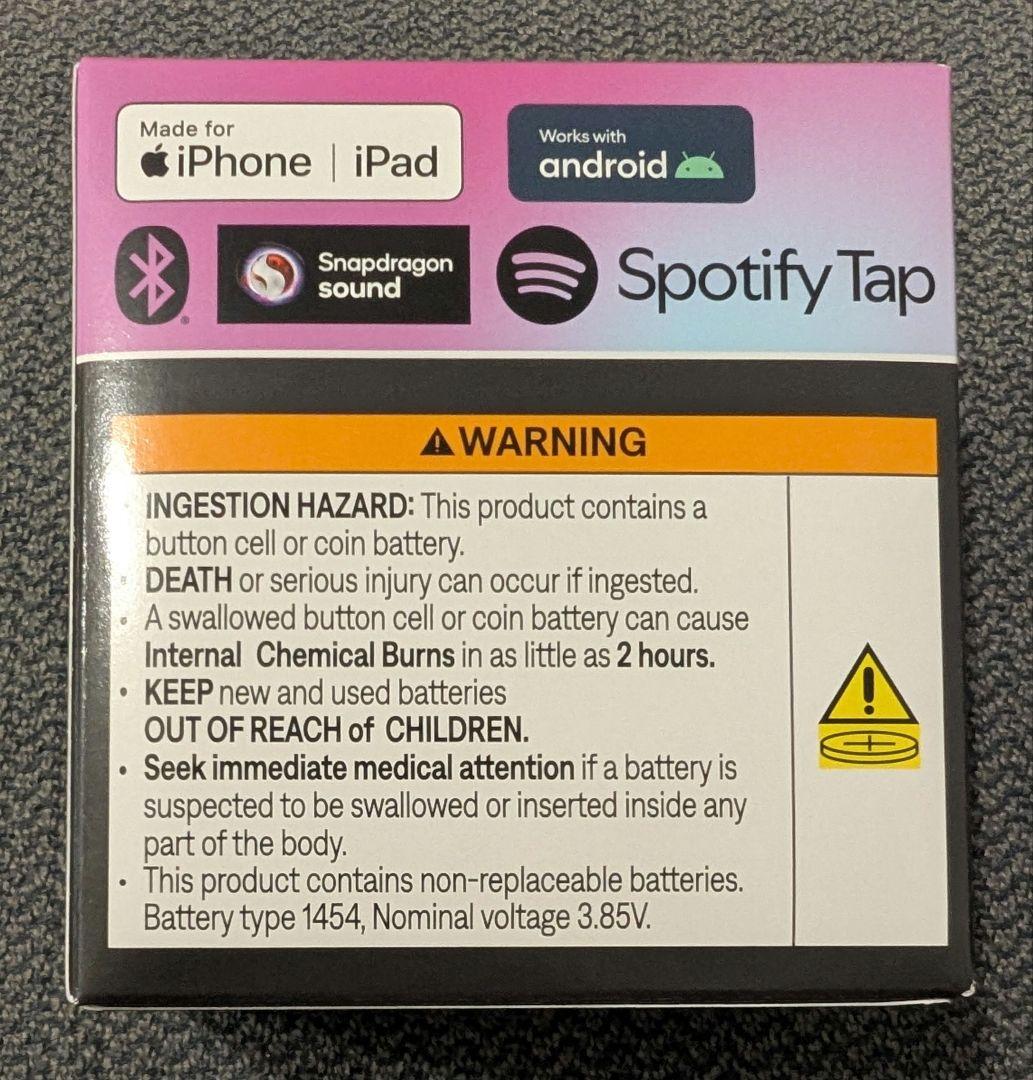 Made for
iPhone | iPad
Works with
android
Snapdragon
sound
Spotify Tap
WARNING
INGESTION HAZARD: This product contains a
button cell or coin battery.
• DEATH or serious injury can occur if ingested.
• A swallowed button cell or coin battery can cause
Internal Chemical Burns in as little as 2 hours.
• KEEP new and used batteries
OUT OF REACH of CHILDREN.
• Seek immediate medical attention if a battery is
suspected to be swallowed or inserted inside any
part of the body.
• This product contains non-replaceable batteries.
Battery type 1454, Nominal voltage 3.85V.